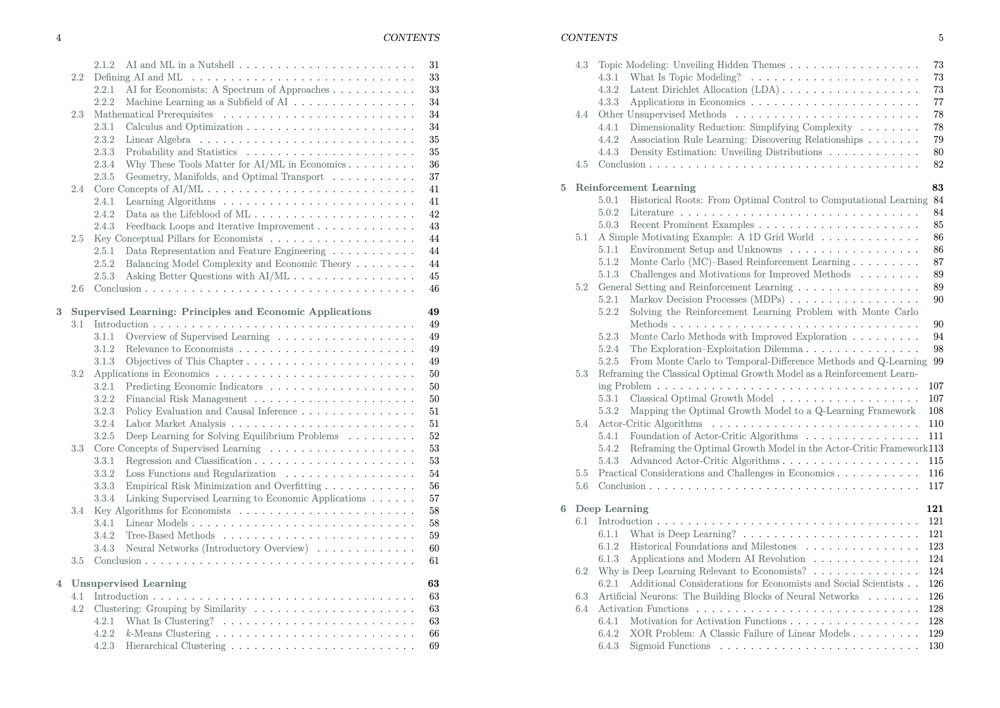 4 CONTENTS
2.1.2 AI and ML in a Nutshell . . . . . . . . . . . . . . . . . . . . . . . 31
2.2 Defining AI and ML . . . . . . . . . . . . . . . . . . . . . . . . . . . . . 33
2.2.1 AI for Economists: A Spectrum of Approaches . . . . . . . . . . . 33
2.2.2 Machine Learning as a Subfield of AI . . . . . . . . . . . . . . . . 34
2.3 Mathematical Prerequisites . . . . . . . . . . . . . . . . . . . . . . . . . 34
2.3.1 Calculus and Optimization . . . . . . . . . . . . . . . . . . . . . . 34
2.3.2 Linear Algebra . . . . . . . . . . . . . . . . . . . . . . . . . . . . 35
2.3.3 Probability and Statistics . . . . . . . . . . . . . . . . . . . . . . 35
2.3.4 Why These Tools Matter for AI/ML in Economics . . . . . . . . . 36
2.3.5 Geometry, Manifolds, and Optimal Transport . . . . . . . . . . . 37
2.4 Core Concepts of AI/ML . . . . . . . . . . . . . . . . . . . . . . . . . . . 41
2.4.1 Learning Algorithms . . . . . . . . . . . . . . . . . . . . . . . . . 41
2.4.2 Data as the Lifeblood of ML . . . . . . . . . . . . . . . . . . . . . 42
2.4.3 Feedback Loops and Iterative Improvement . . . . . . . . . . . . . 43
2.5 Key Conceptual Pillars for Economists . . . . . . . . . . . . . . . . . . . 44
2.5.1 Data Representation and Feature Engineering . . . . . . . . . . . 44
2.5.2 Balancing Model Complexity and Economic Theory . . . . . . . . 44
2.5.3 Asking Better Questions with AI/ML . . . . . . . . . . . . . . . . 45
2.6 Conclusion . . . . . . . . . . . . . . . . . . . . . . . . . . . . . . . . . . . 46
3 Supervised Learning: Principles and Economic Applications 49
3.1 Introduction . . . . . . . . . . . . . . . . . . . . . . . . . . . . . . . . . . 49
3.1.1 Overview of Supervised Learning . . . . . . . . . . . . . . . . . . 49
3.1.2 Relevance to Economists . . . . . . . . . . . . . . . . . . . . . . . 49
3.1.3 Objectives of This Chapter . . . . . . . . . . . . . . . . . . . . . . 49
3.2 Applications in Economics . . . . . . . . . . . . . . . . . . . . . . . . . . 50
3.2.1 Predicting Economic Indicators . . . . . . . . . . . . . . . . . . . 50
3.2.2 Financial Risk Management . . . . . . . . . . . . . . . . . . . . . 50
3.2.3 Policy Evaluation and Causal Inference . . . . . . . . . . . . . . . 51
3.2.4 Labor Market Analysis . . . . . . . . . . . . . . . . . . . . . . . . 51
3.2.5 Deep Learning for Solving Equilibrium Problems . . . . . . . . . 52
3.3 Core Concepts of Supervised Learning . . . . . . . . . . . . . . . . . . . 53
3.3.1 Regression and Classification . . . . . . . . . . . . . . . . . . . . . 53
3.3.2 Loss Functions and Regularization . . . . . . . . . . . . . . . . . 54
3.3.3 Empirical Risk Minimization and Overfitting . . . . . . . . . . . . 56
3.3.4 Linking Supervised Learning to Economic Applications . . . . . . 57
3.4 Key Algorithms for Economists . . . . . . . . . . . . . . . . . . . . . . . 58
3.4.1 Linear Models . . . . . . . . . . . . . . . . . . . . . . . . . . . . . 58
3.4.2 Tree-Based Methods . . . . . . . . . . . . . . . . . . . . . . . . . 59
3.4.3 Neural Networks (Introductory Overview) . . . . . . . . . . . . . 60
3.5 Conclusion . . . . . . . . . . . . . . . . . . . . . . . . . . . . . . . . . . . 61
4 Unsupervised Learning 63
4.1 Introduction . . . . . . . . . . . . . . . . . . . . . . . . . . . . . . . . . . 63
4.2 Clustering: Grouping by Similarity . . . . . . . . . . . . . . . . . . . . . 63
4.2.1 What Is Clustering? . . . . . . . . . . . . . . . . . . . . . . . . . 63
4.2.2 k-Means Clustering . . . . . . . . . . . . . . . . . . . . . . . . . . 66
4.2.3 Hierarchical Clustering . . . . . . . . . . . . . . . . . . . . . . . . 69
CONTENTS 5
4.3 Topic Modeling: Unveiling Hidden Themes . . . . . . . . . . . . . . . . . 73
4.3.1 What Is Topic Modeling? . . . . . . . . . . . . . . . . . . . . . . 73
4.3.2 Latent Dirichlet Allocation (LDA) . . . . . . . . . . . . . . . . . . 73
4.3.3 Applications in Economics . . . . . . . . . . . . . . . . . . . . . . 77
4.4 Other Unsupervised Methods . . . . . . . . . . . . . . . . . . . . . . . . 78
4.4.1 Dimensionality Reduction: Simplifying Complexity . . . . . . . . 78
4.4.2 Association Rule Learning: Discovering Relationships . . . . . . . 79
4.4.3 Density Estimation: Unveiling Distributions . . . . . . . . . . . . 80
4.5 Conclusion . . . . . . . . . . . . . . . . . . . . . . . . . . . . . . . . . . . 82
5 Reinforcement Learning 83
5.0.1 Historical Roots: From Optimal Control to Computational Learning 84
5.0.2 Literature . . . . . . . . . . . . . . . . . . . . . . . . . . . . . . . 84
5.0.3 Recent Prominent Examples . . . . . . . . . . . . . . . . . . . . . 85
5.1 A Simple Motivating Example: A 1D Grid World . . . . . . . . . . . . . 86
5.1.1 Environment Setup and Unknowns . . . . . . . . . . . . . . . . . 86
5.1.2 Monte Carlo (MC)–Based Reinforcement Learning . . . . . . . . . 87
5.1.3 Challenges and Motivations for Improved Methods . . . . . . . . 89
5.2 General Setting and Reinforcement Learning . . . . . . . . . . . . . . . . 89
5.2.1 Markov Decision Processes (MDPs) . . . . . . . . . . . . . . . . . 90
5.2.2 Solving the Reinforcement Learning Problem with Monte Carlo
Methods . . . . . . . . . . . . . . . . . . . . . . . . . . . . . . . . 90
5.2.3 Monte Carlo Methods with Improved Exploration . . . . . . . . . 94
5.2.4 The Exploration–Exploitation Dilemma . . . . . . . . . . . . . . . 98
5.2.5 From Monte Carlo to Temporal-Difference Methods and Q-Learning 99
5.3 Reframing the Classical Optimal Growth Model as a Reinforcement Learn-
ing Problem . . . . . . . . . . . . . . . . . . . . . . . . . . . . . . . . . . 107
5.3.1 Classical Optimal Growth Model . . . . . . . . . . . . . . . . . . 107
5.3.2 Mapping the Optimal Growth Model to a Q-Learning Framework 108
5.4 Actor-Critic Algorithms . . . . . . . . . . . . . . . . . . . . . . . . . . . 110
5.4.1 Foundation of Actor-Critic Algorithms . . . . . . . . . . . . . . . 111
5.4.2 Reframing the Optimal Growth Model in the Actor-Critic Framework113
5.4.3 Advanced Actor-Critic Algorithms . . . . . . . . . . . . . . . . . . 115
5.5 Practical Considerations and Challenges in Economics . . . . . . . . . . . 116
5.6 Conclusion . . . . . . . . . . . . . . . . . . . . . . . . . . . . . . . . . . . 117
6 Deep Learning 121
6.1 Introduction . . . . . . . . . . . . . . . . . . . . . . . . . . . . . . . . . . 121
6.1.1 What is Deep Learning? . . . . . . . . . . . . . . . . . . . . . . . 121
6.1.2 Historical Foundations and Milestones . . . . . . . . . . . . . . . 123
6.1.3 Applications and Modern AI Revolution . . . . . . . . . . . . . . 124
6.2 Why is Deep Learning Relevant to Economists? . . . . . . . . . . . . . . 124
6.2.1 Additional Considerations for Economists and Social Scientists . . 126
6.3 Artificial Neurons: The Building Blocks of Neural Networks . . . . . . . 126
6.4 Activation Functions . . . . . . . . . . . . . . . . . . . . . . . . . . . . . 128
6.4.1 Motivation for Activation Functions . . . . . . . . . . . . . . . . . 128
6.4.2 XOR Problem: A Classic Failure of Linear Models . . . . . . . . . 129
6.4.3 Sigmoid Functions . . . . . . . . . . . . . . . . . . . . . . . . . . 130